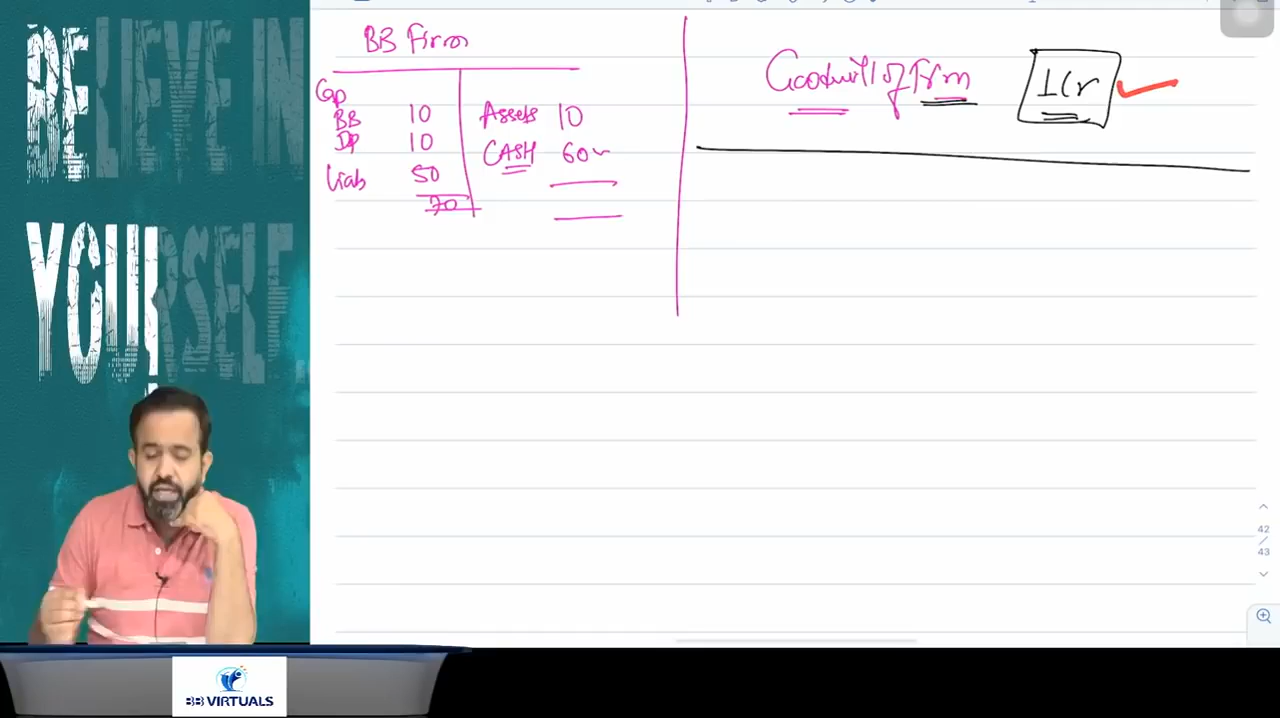 BELIEVE IN
YOURSELF.
BB Firm
Cap
BB 10
DP 10
Liab 50
70
Assets 10
CASH 60
Goodwill of firm
1Cr
42
/
43
BB VIRTUALS